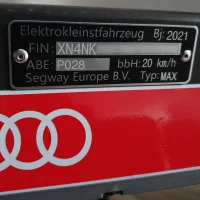 Elektrokleinstfahrzeug Bj: 2021
FIN: XN4NK
ABE: P028 bbH: 20 km/h
Segway Europe B.V. Typ: MAX